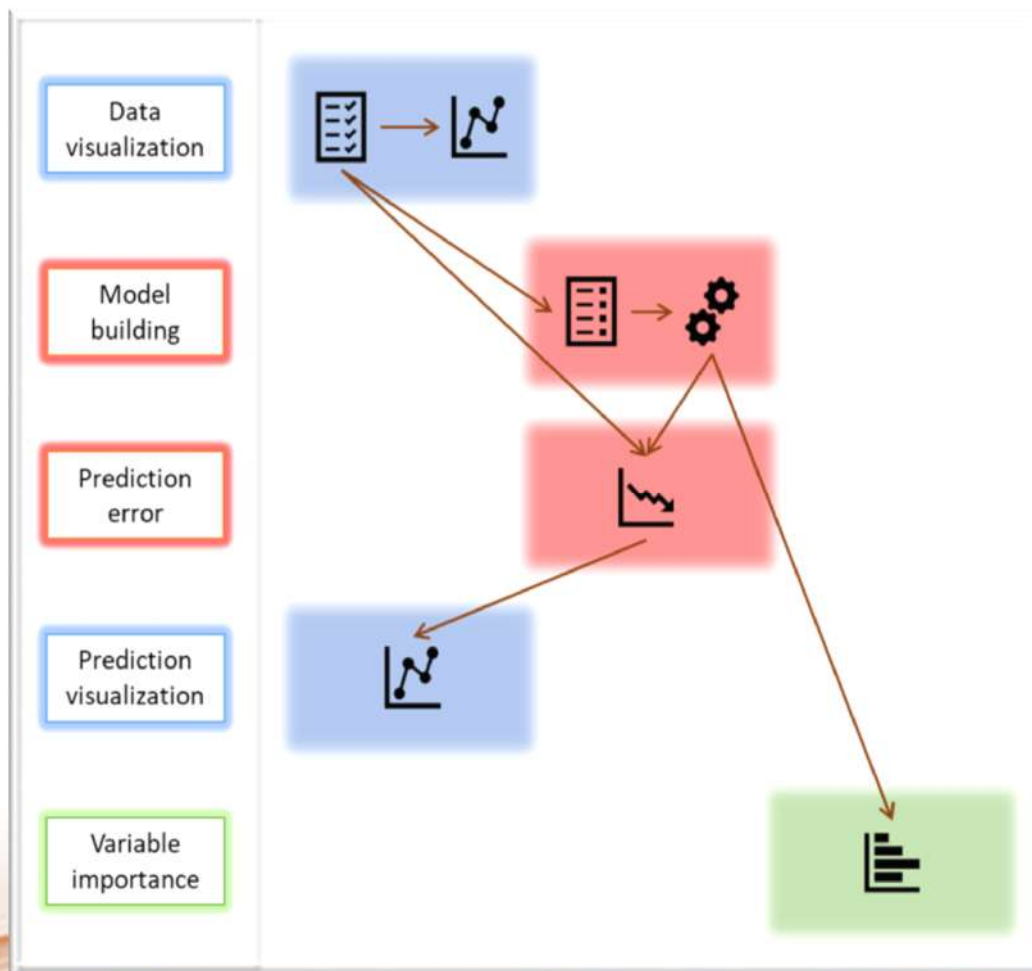 Data
visualization
Model
building
Prediction
error
Prediction
visualization
Variable
importance